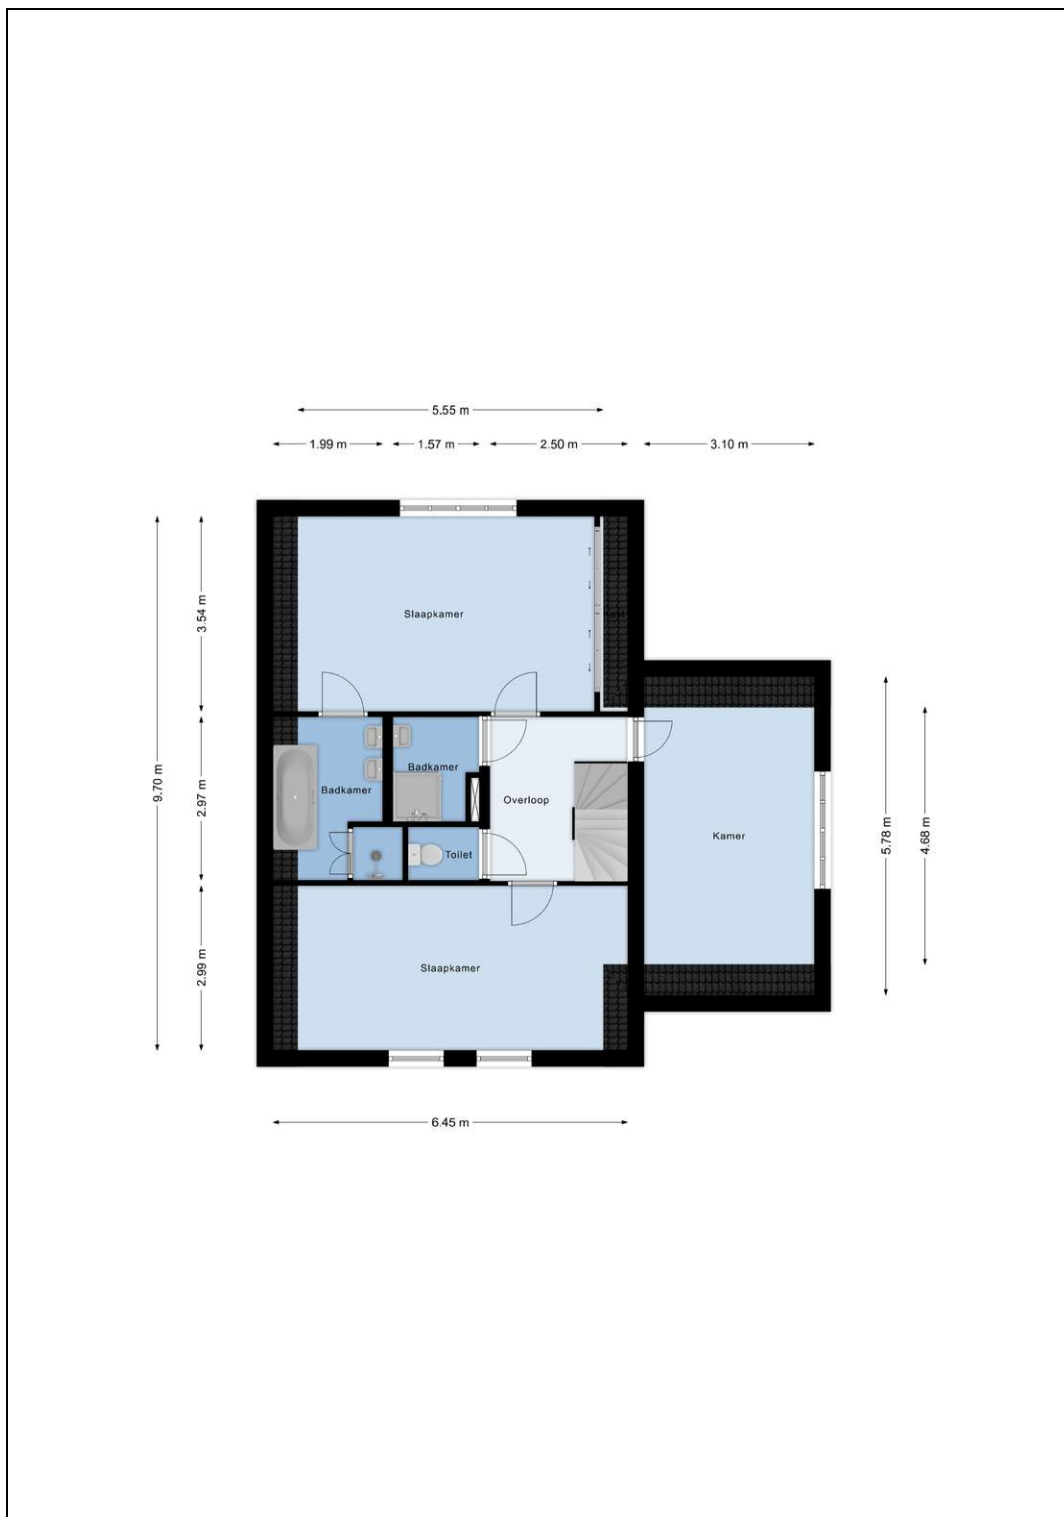 5.55 m
1.99 m
1.57 m
2.50 m
3.10 m
9.70 m
3.54 m
2.97 m
2.99 m
Slaapkamer
Badkamer
Badkamer
Overloop
Toilet
Kamer
Slaapkamer
5.78 m
4.68 m
6.45 m